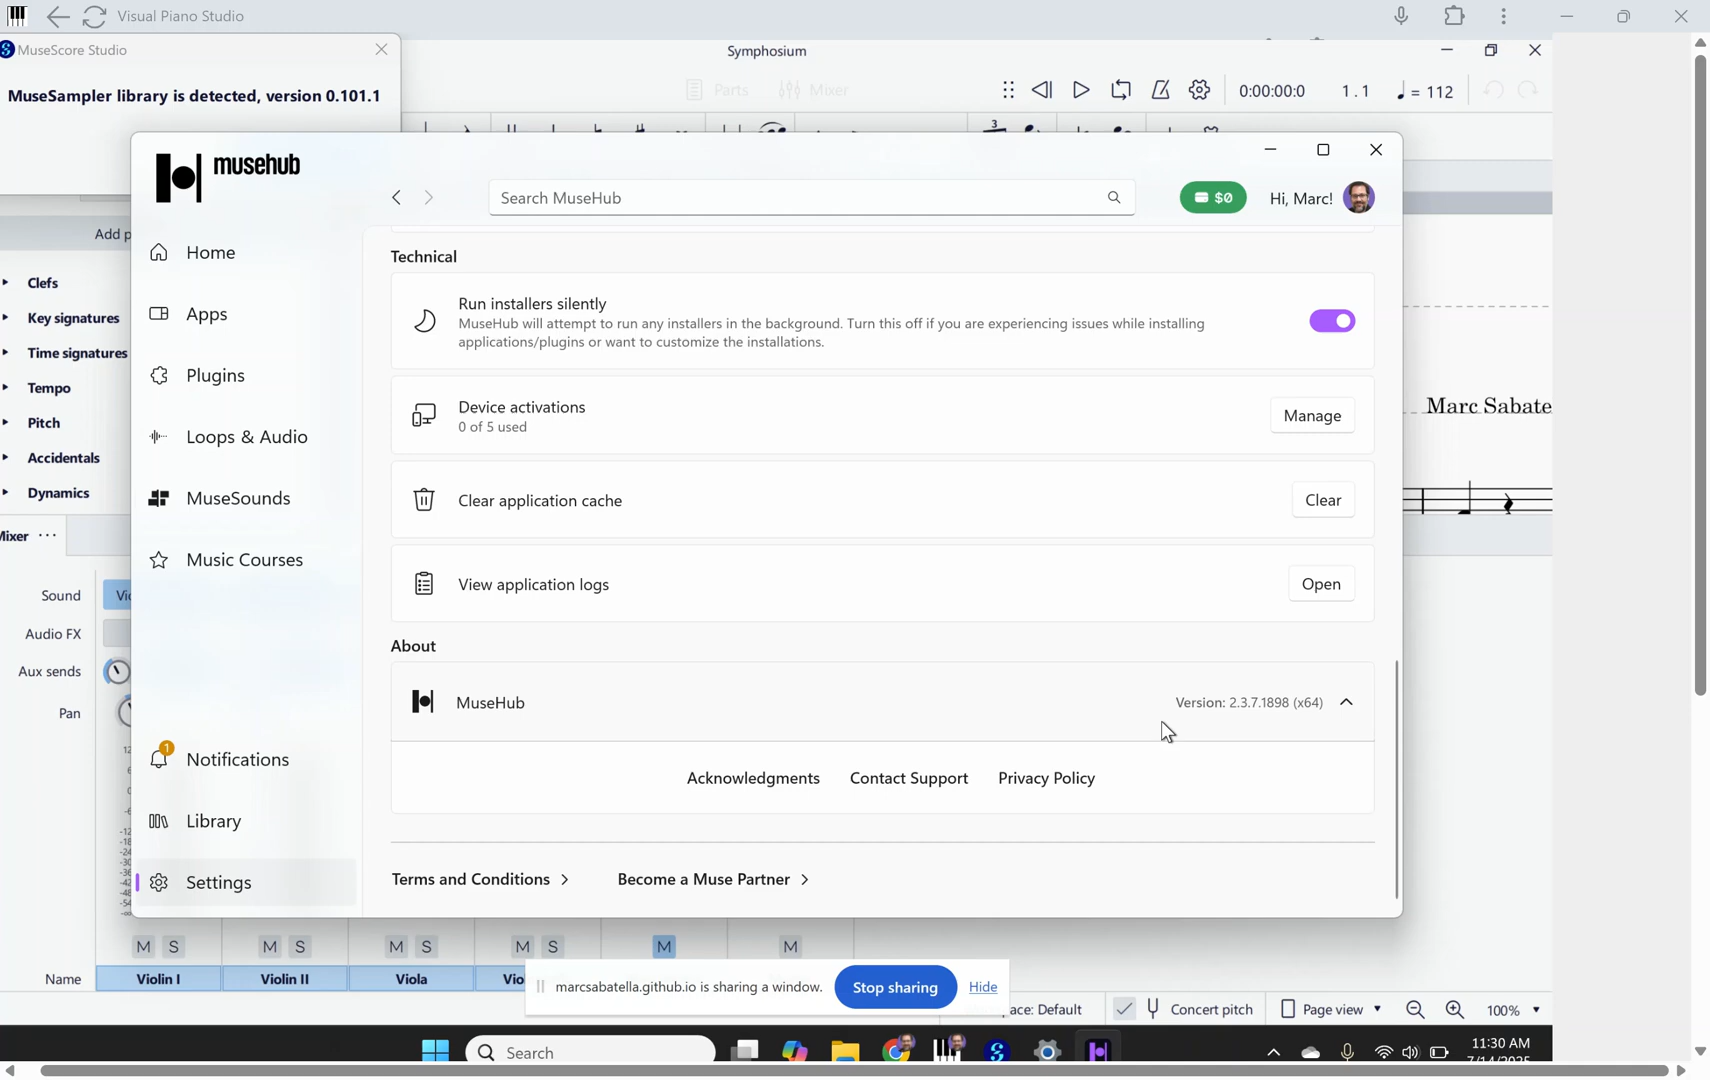 Visual Piano Studio
MuseScore Studio
Symphosium
MuseSampler library is detected, version 0.101.1
Parts
Mixer
0:00:00:0
1 . 1
= 112
3
musehub
Search MuseHub
$0
Hi, Marc!
Home
Apps
Plugins
Loops & Audio
MuseSounds
Music Courses
1
Notifications
Library
Settings
Technical
Run installers silently
MuseHub will attempt to run any installers in the background. Turn this off if you are experiencing issues while installing
applications/plugins or want to customize the installations.
Device activations
0 of 5 used
Manage
Clear application cache
Clear
View application logs
Open
About
MuseHub
Version: 2.3.7.1898 (x64)
Acknowledgments
Contact Support
Privacy Policy
Terms and Conditions
Become a Muse Partner
Add
Clefs
Key signatures
Time signatures
Tempo
Pitch
Accidentals
Dynamics
Marc Sabate
Sound
Audio FX
Aux sends
Pan
M S
M S
M S
M S
M
M
Name
Violin I
Violin II
Viola
marcsabatella.github.io is sharing a window.
Stop sharing
Hide
Default
Concert pitch
Page view
100%
Search
11:30 AM
7/14/2025